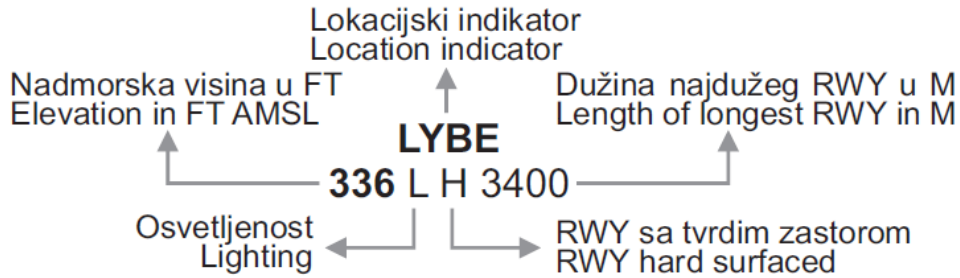 Lokacijski indikator
Location indicator
Nadmorska visina u FT
Elevation in FT AMSL
Dužina najdužeg RWY u M
Length of longest RWY in M
LYBE
336 L H 3400
Osvetljenost
Lighting
RWY sa tvrdim zastorom
RWY hard surfaced